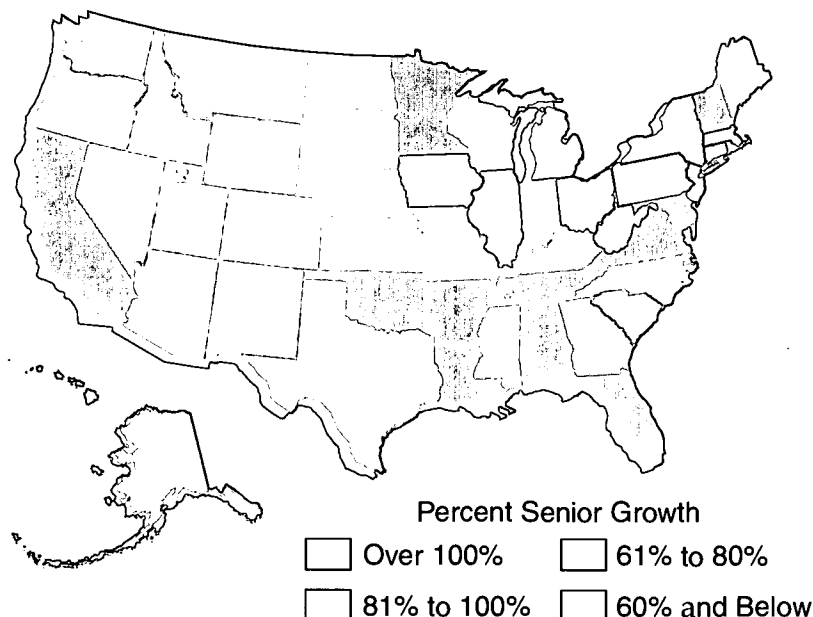 Percent Senior Growth
Over 100% 61% to 80%
81% to 100% 60% and Below